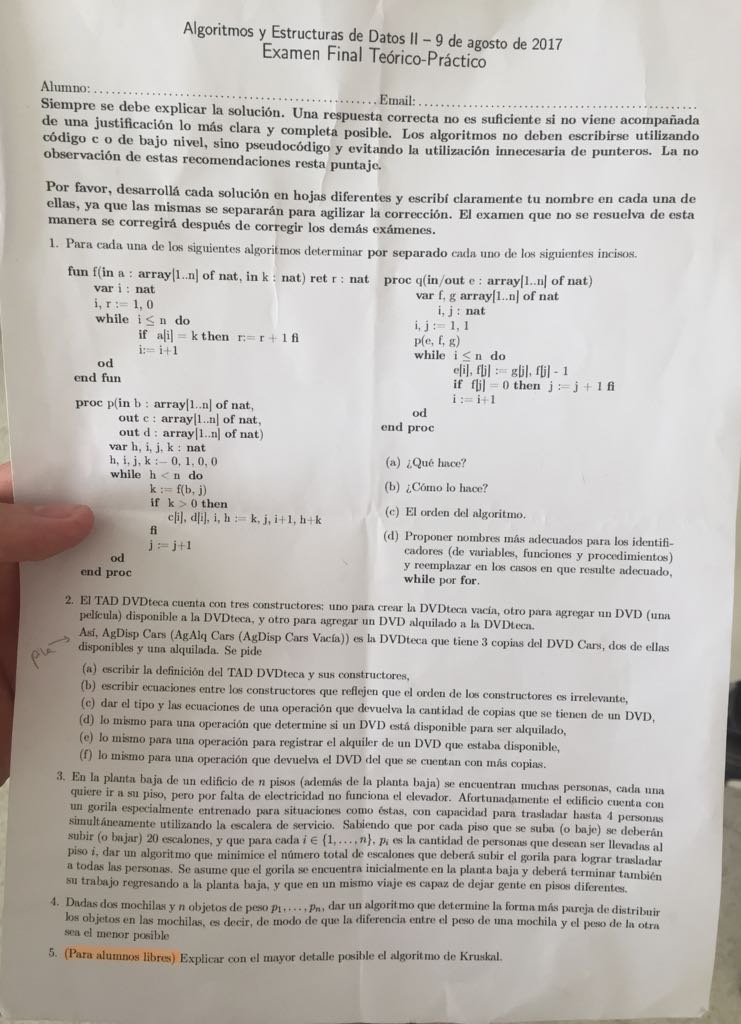 Algoritmos y Estructuras de Datos II – 9 de agosto de 2017
Examen Final Teórico-Práctico
Alumno: ........................................................ Email: ........................................................
Siempre se debe explicar la solución. Una respuesta correcta no es suficiente si no viene acompañada
de una justificación lo más clara y completa posible. Los algoritmos no deben escribirse utilizando
código c o de bajo nivel, sino pseudocódigo y evitando la utilización innecesaria de punteros. La no
observación de estas recomendaciones resta puntaje.
Por favor, desarrollá cada solución en hojas diferentes y escribí claramente tu nombre en cada una de
ellas, ya que las mismas se separarán para agilizar la corrección. El examen que no se resuelva de esta
manera se corregirá después de corregir los demás exámenes.
1. Para cada una de los siguientes algoritmos determinar por separado cada uno de los siguientes incisos.
fun f(in a : array[1..n] of nat, in k : nat) ret r : nat
var i : nat
i, r := 1, 0
while i ≤ n do
if a[i] = k then r:= r + 1 fi
i:= i+1
od
end fun
proc p(in b : array[1..n] of nat,
out c : array[1..n] of nat,
out d : array[1..n] of nat)
var h, i, j, k : nat
h, i, j, k := 0, 1, 0, 0
while h < n do
k := f(b, j)
if k > 0 then
c[i], d[i], i, h := k, j, i+1, h+k
fi
j := j+1
od
end proc
proc q(in/out e : array[1..n] of nat)
var f, g array[1..n] of nat
i, j : nat
i, j := 1, 1
p(e, f, g)
while i ≤ n do
e[i], f[j] := g[j], f[j] - 1
if f[j] = 0 then j := j + 1 fi
i := i+1
od
end proc
(a) ¿Qué hace?
(b) ¿Cómo lo hace?
(c) El orden del algoritmo.
(d) Proponer nombres más adecuados para los identifi-
cadores (de variables, funciones y procedimientos)
y reemplazar en los casos en que resulte adecuado,
while por for.
2. El TAD DVDteca cuenta con tres constructores: uno para crear la DVDteca vacía, otro para agregar un DVD (una
película) disponible a la DVDteca, y otro para agregar un DVD alquilado a la DVDteca.
Así, AgDisp Cars (AgAlq Cars (AgDisp Cars Vacía)) es la DVDteca que tiene 3 copias del DVD Cars, dos de ellas
disponibles y una alquilada. Se pide
(a) escribir la definición del TAD DVDteca y sus constructores,
(b) escribir ecuaciones entre los constructores que reflejen que el orden de los constructores es irrelevante,
(c) dar el tipo y las ecuaciones de una operación que devuelva la cantidad de copias que se tienen de un DVD,
(d) lo mismo para una operación que determine si un DVD está disponible para ser alquilado,
(e) lo mismo para una operación para registrar el alquiler de un DVD que estaba disponible,
(f) lo mismo para una operación que devuelva el DVD del que se cuentan con más copias.
3. En la planta baja de un edificio de n pisos (además de la planta baja) se encuentran muchas personas, cada una
quiere ir a su piso, pero por falta de electricidad no funciona el elevador. Afortunadamente el edificio cuenta con
un gorila especialmente entrenado para situaciones como éstas, con capacidad para trasladar hasta 4 personas
simultáneamente utilizando la escalera de servicio. Sabiendo que por cada piso que se suba (o baje) se deberán
subir (o bajar) 20 escalones, y que para cada i ∈ {1, . . . , n}, pᵢ es la cantidad de personas que desean ser llevadas al
piso i, dar un algoritmo que minimice el número total de escalones que deberá subir el gorila para lograr trasladar
a todas las personas. Se asume que el gorila se encuentra inicialmente en la planta baja y deberá terminar también
su trabajo regresando a la planta baja, y que en un mismo viaje es capaz de dejar gente en pisos diferentes.
4. Dadas dos mochilas y n objetos de peso p₁, . . . , pₙ, dar un algoritmo que determine la forma más pareja de distribuir
los objetos en las mochilas, es decir, de modo de que la diferencia entre el peso de una mochila y el peso de la otra
sea el menor posible
5. (Para alumnos libres) Explicar con el mayor detalle posible el algoritmo de Kruskal.